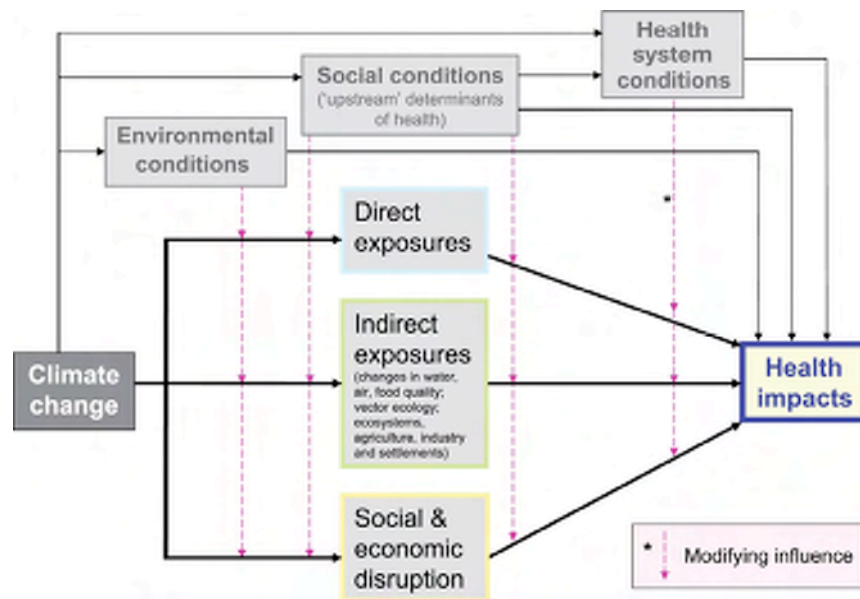 Health
system
conditions
Social conditions
('upstream' determinants
of health)
Environmental
conditions
Direct
exposures
*
Indirect
exposures
(changes in water,
air, food quality;
vector ecology;
ecosystems,
agriculture, industry
and settlements)
Climate
change
Health
impacts
Social &
economic
disruption
* Modifying influence